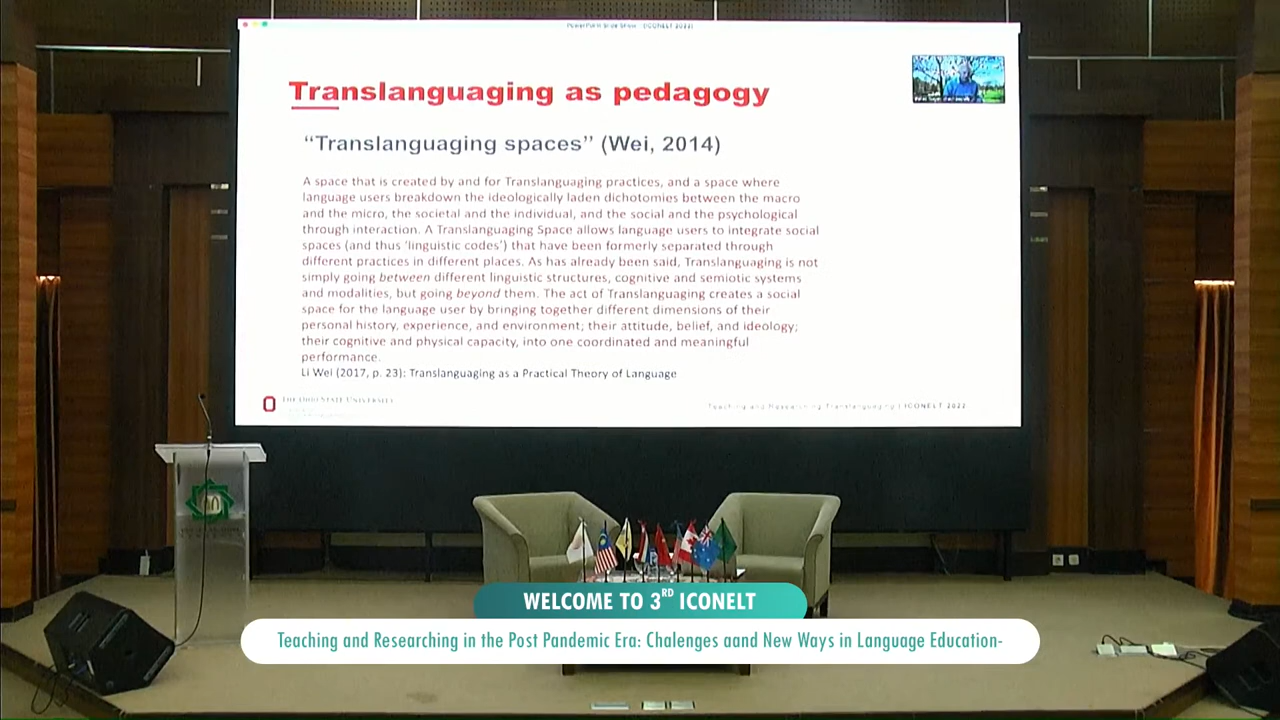 PowerPoint Slide Show - [ICONELT 2022]
Translanguaging as pedagogy
“Translanguaging spaces” (Wei, 2014)
A space that is created by and for Translanguaging practices, and a space where
language users breakdown the ideologically laden dichotomies between the macro
and the micro, the societal and the individual, and the social and the psychological
through interaction. A Translanguaging Space allows language users to integrate social
spaces (and thus ‘linguistic codes’) that have been formerly separated through
different practices in different places. As has already been said, Translanguaging is not
simply going between different linguistic structures, cognitive and semiotic systems
and modalities, but going beyond them. The act of Translanguaging creates a social
space for the language user by bringing together different dimensions of their
personal history, experience, and environment; their attitude, belief, and ideology;
their cognitive and physical capacity, into one coordinated and meaningful
performance.
Li Wei (2017, p. 23): Translanguaging as a Practical Theory of Language
THE OHIO STATE UNIVERSITY
Teaching and Researching Translanguaging | ICONELT 2022
WELCOME TO 3RD ICONELT
Teaching and Researching in the Post Pandemic Era: Chalenges aand New Ways in Language Education-